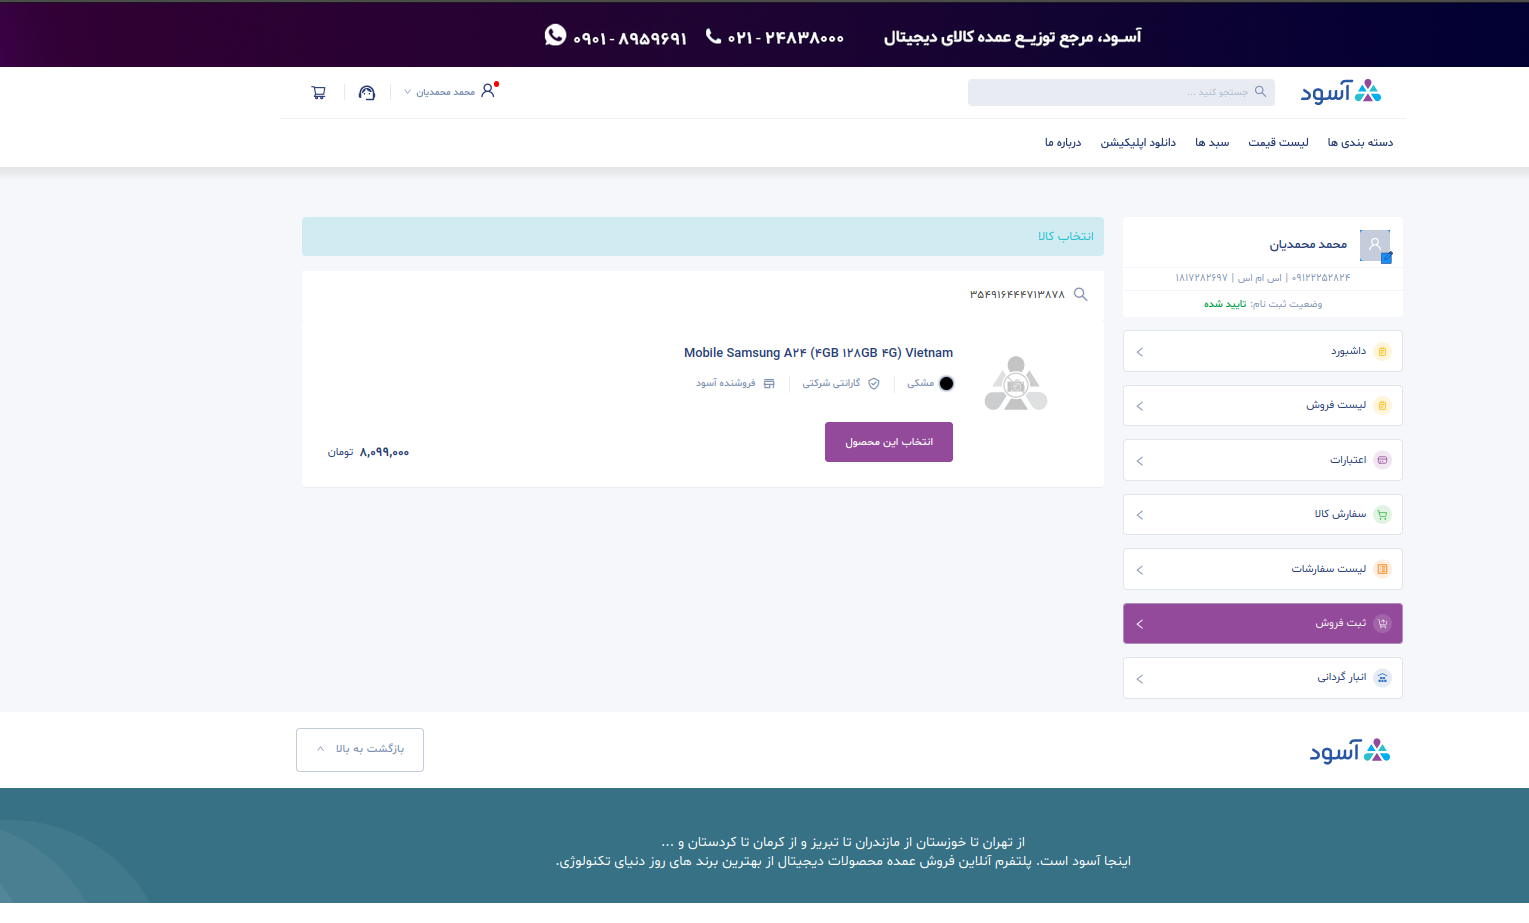 آســود، مرجع توزیــع عمده کالای دیجیتال
۰۲۱ - ۲۴۸۳۸۰۰۰
۰۹۰۱ - ۸۹۵۹۶۹۱
آسود
جستجو کنید ...
محمد محمدیان
دسته بندی ها
لیست قیمت
سبد ها
دانلود اپلیکیشن
درباره ما
محمد محمدیان
۰۹۱۲۲۲۵۲۸۲۴ | اس ام اس | ۱۸۱۷۲۸۲۶۹۷
وضعیت ثبت نام: تایید شده
داشبورد
لیست فروش
اعتبارات
سفارش کالا
لیست سفارشات
ثبت فروش
انبار گردانی
انتخاب کالا
۳۵۴۹۱۶۴۴۴۷۱۳۸۷۸
Mobile Samsung A۲۴ (۴GB ۱۲۸GB ۴G) Vietnam
مشکی
گارانتی شرکتی
فروشنده آسود
انتخاب این محصول
۸,۰۹۹,۰۰۰ تومان
آسود
بازگشت به بالا
از تهران تا خوزستان از مازندران تا تبریز و از کرمان تا کردستان و ...
اینجا آسود است. پلتفرم آنلاین فروش عمده محصولات دیجیتال از بهترین برند های روز دنیای تکنولوژی.